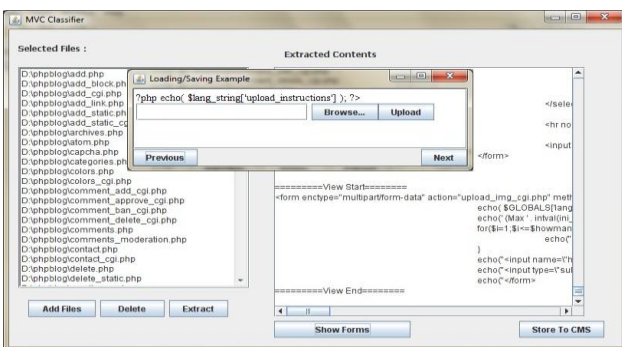 MVC Classifier
Selected Files :
D:\phpblog\add.php
D:\phpblog\add_block.ph
D:\phpblog\add_cgi.php
D:\phpblog\add_link.php
D:\phpblog\add_static.ph
D:\phpblog\add_static_cg
D:\phpblog\archives.php
D:\phpblog\atom.php
D:\phpblog\capcha.php
D:\phpblog\categories.ph
D:\phpblog\colors.php
D:\phpblog\colors_cgi.php
D:\phpblog\comment_add_cgi.php
D:\phpblog\comment_approve_cgi.php
D:\phpblog\comment_ban_cgi.php
D:\phpblog\comment_delete_cgi.php
D:\phpblog\comments.php
D:\phpblog\comments_moderation.php
D:\phpblog\contact.php
D:\phpblog\contact_cgi.php
D:\phpblog\delete.php
D:\phpblog\delete_static.php
Add Files
Delete
Extract
Loading/Saving Example
?php echo( $lang_string['upload_instructions'] ); ?>
Browse...
Upload
Previous
Next
Extracted Contents
</selec
<hr no
<input
</form>
=========View Start========
<form enctype="multipart/form-data" action="upload_img_cgi.php" meth
echo( $GLOBALS['lang
echo('(Max ' . intval(ini_
for($i=1;$i<=$howman
echo("
}
echo("<input name=\"h
echo("<input type=\"sul
echo("</form>
=========View End========
Show Forms
Store To CMS